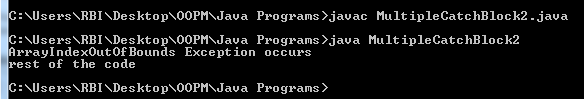 C:\Users\RBI\Desktop\OOPM\Java Programs>javac MultipleCatchBlock2.java
C:\Users\RBI\Desktop\OOPM\Java Programs>java MultipleCatchBlock2
ArrayIndexOutOfBounds Exception occurs
rest of the code
C:\Users\RBI\Desktop\OOPM\Java Programs>